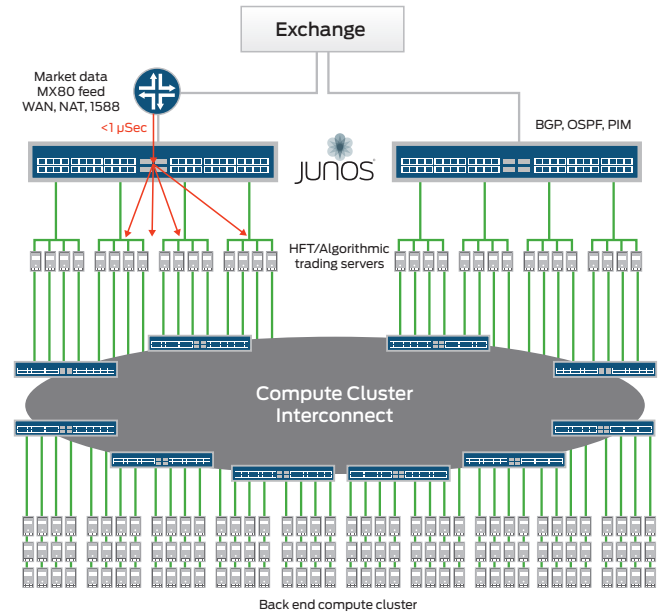 Exchange
Market data
MX80 feed
WAN, NAT, 1588
<1 µSec
BGP, OSPF, PIM
JUNOS®
HFT/Algorithmic
trading servers
Compute Cluster
Interconnect
Back end compute cluster